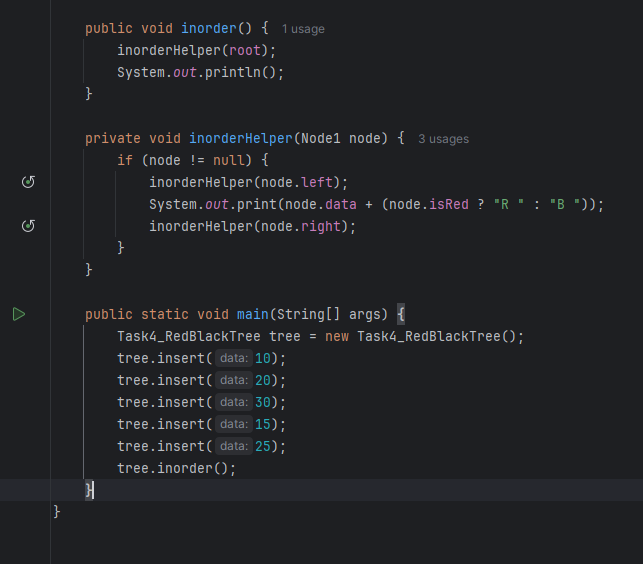 public void inorder() {  1 usage
    inorderHelper(root);
    System.out.println();
}
private void inorderHelper(Node1 node) {  3 usages
    if (node != null) {
        inorderHelper(node.left);
        System.out.print(node.data + (node.isRed ? "R " : "B "));
        inorderHelper(node.right);
    }
}
public static void main(String[] args) {
    Task4_RedBlackTree tree = new Task4_RedBlackTree();
    tree.insert( data: 10);
    tree.insert( data: 20);
    tree.insert( data: 30);
    tree.insert( data: 15);
    tree.insert( data: 25);
    tree.inorder();
}
}